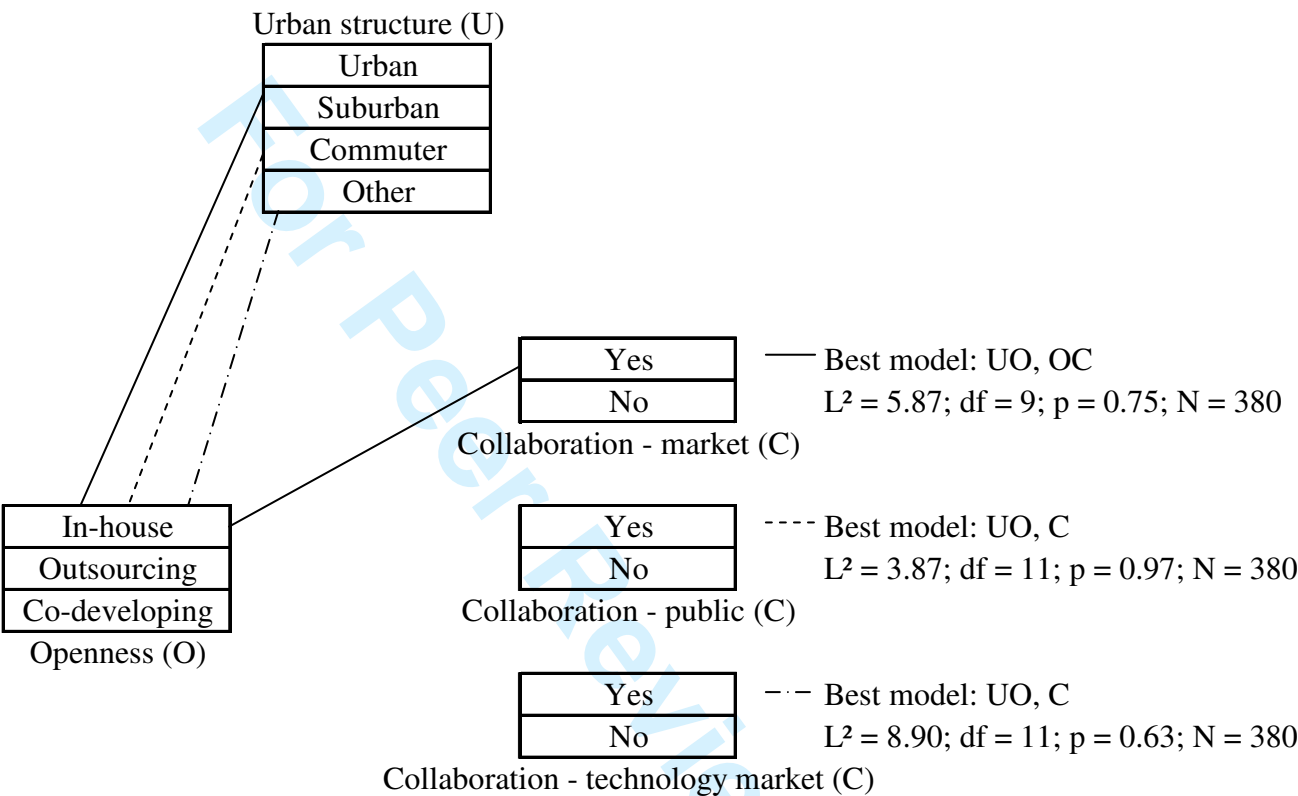 Urban structure (U)
Urban
Suburban
Commuter
Other
Yes
No
Collaboration - market (C)
Best model: UO, OC
L² = 5.87; df = 9; p = 0.75; N = 380
In-house
Outsourcing
Co-developing
Openness (O)
Yes
No
Collaboration - public (C)
Best model: UO, C
L² = 3.87; df = 11; p = 0.97; N = 380
Yes
No
Collaboration - technology market (C)
Best model: UO, C
L² = 8.90; df = 11; p = 0.63; N = 380
For Peer Revie